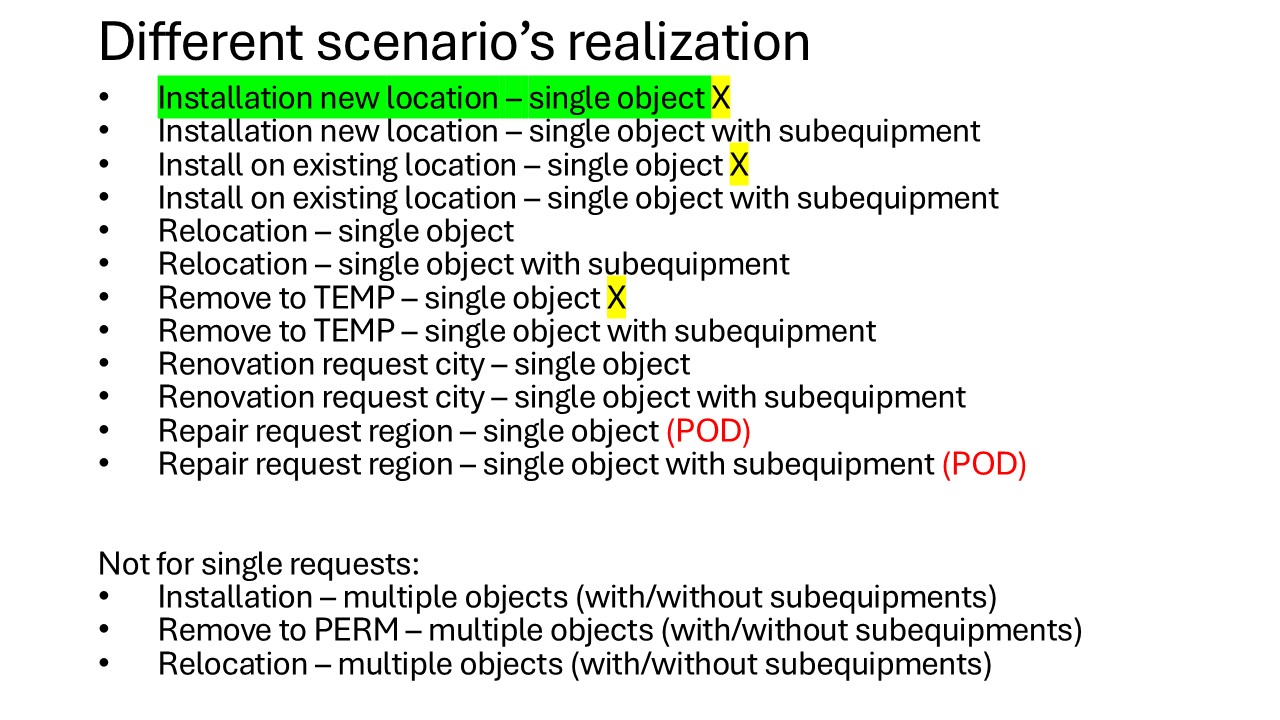 Different scenario’s realization
• Installation new location – single object X
• Installation new location – single object with subequipment
• Install on existing location – single object X
• Install on existing location – single object with subequipment
• Relocation – single object
• Relocation – single object with subequipment
• Remove to TEMP – single object X
• Remove to TEMP – single object with subequipment
• Renovation request city – single object
• Renovation request city – single object with subequipment
• Repair request region – single object (POD)
• Repair request region – single object with subequipment (POD)
Not for single requests:
• Installation – multiple objects (with/without subequipments)
• Remove to PERM – multiple objects (with/without subequipments)
• Relocation – multiple objects (with/without subequipments)